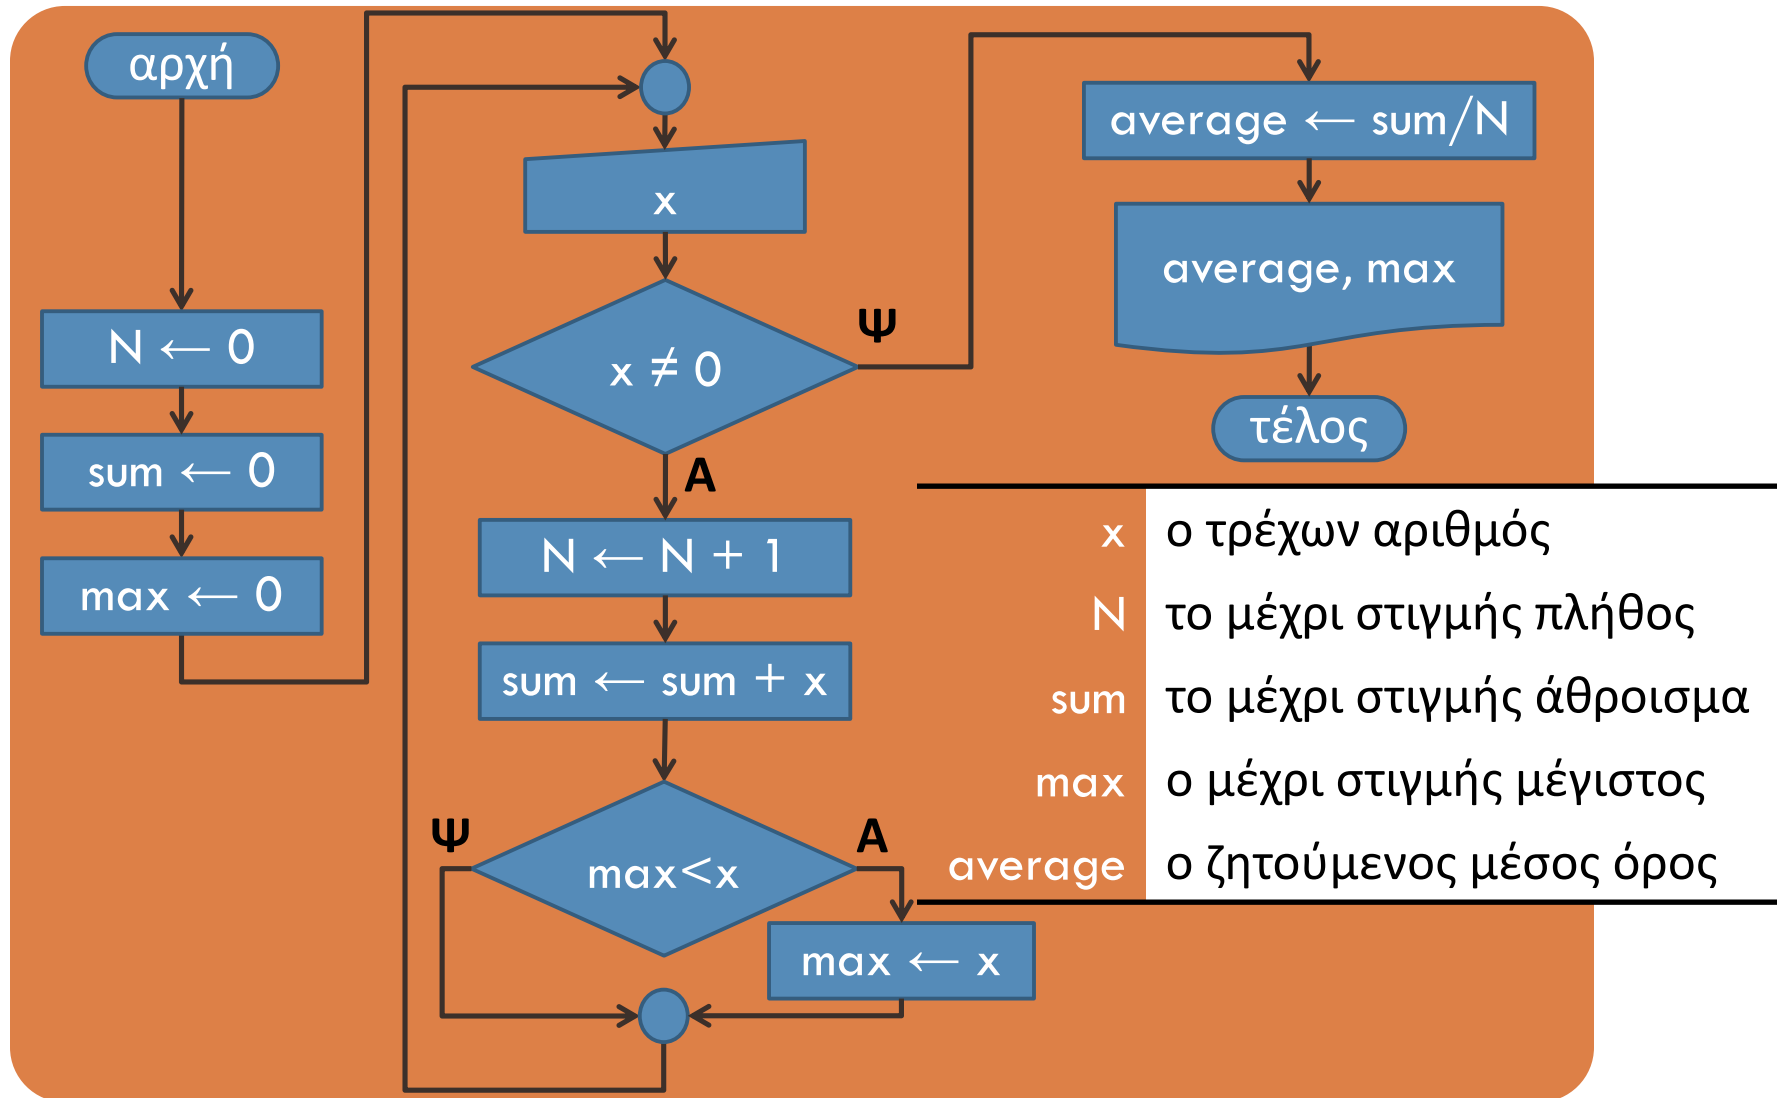 αρχή
N ← 0
sum ← 0
max ← 0
x
x ≠ 0
Ψ
Α
N ← N + 1
sum ← sum + x
max<x
Ψ
Α
max ← x
average ← sum/N
average, max
τέλος
x ο τρέχων αριθμός
N το μέχρι στιγμής πλήθος
sum το μέχρι στιγμής άθροισμα
max ο μέχρι στιγμής μέγιστος
average ο ζητούμενος μέσος όρος